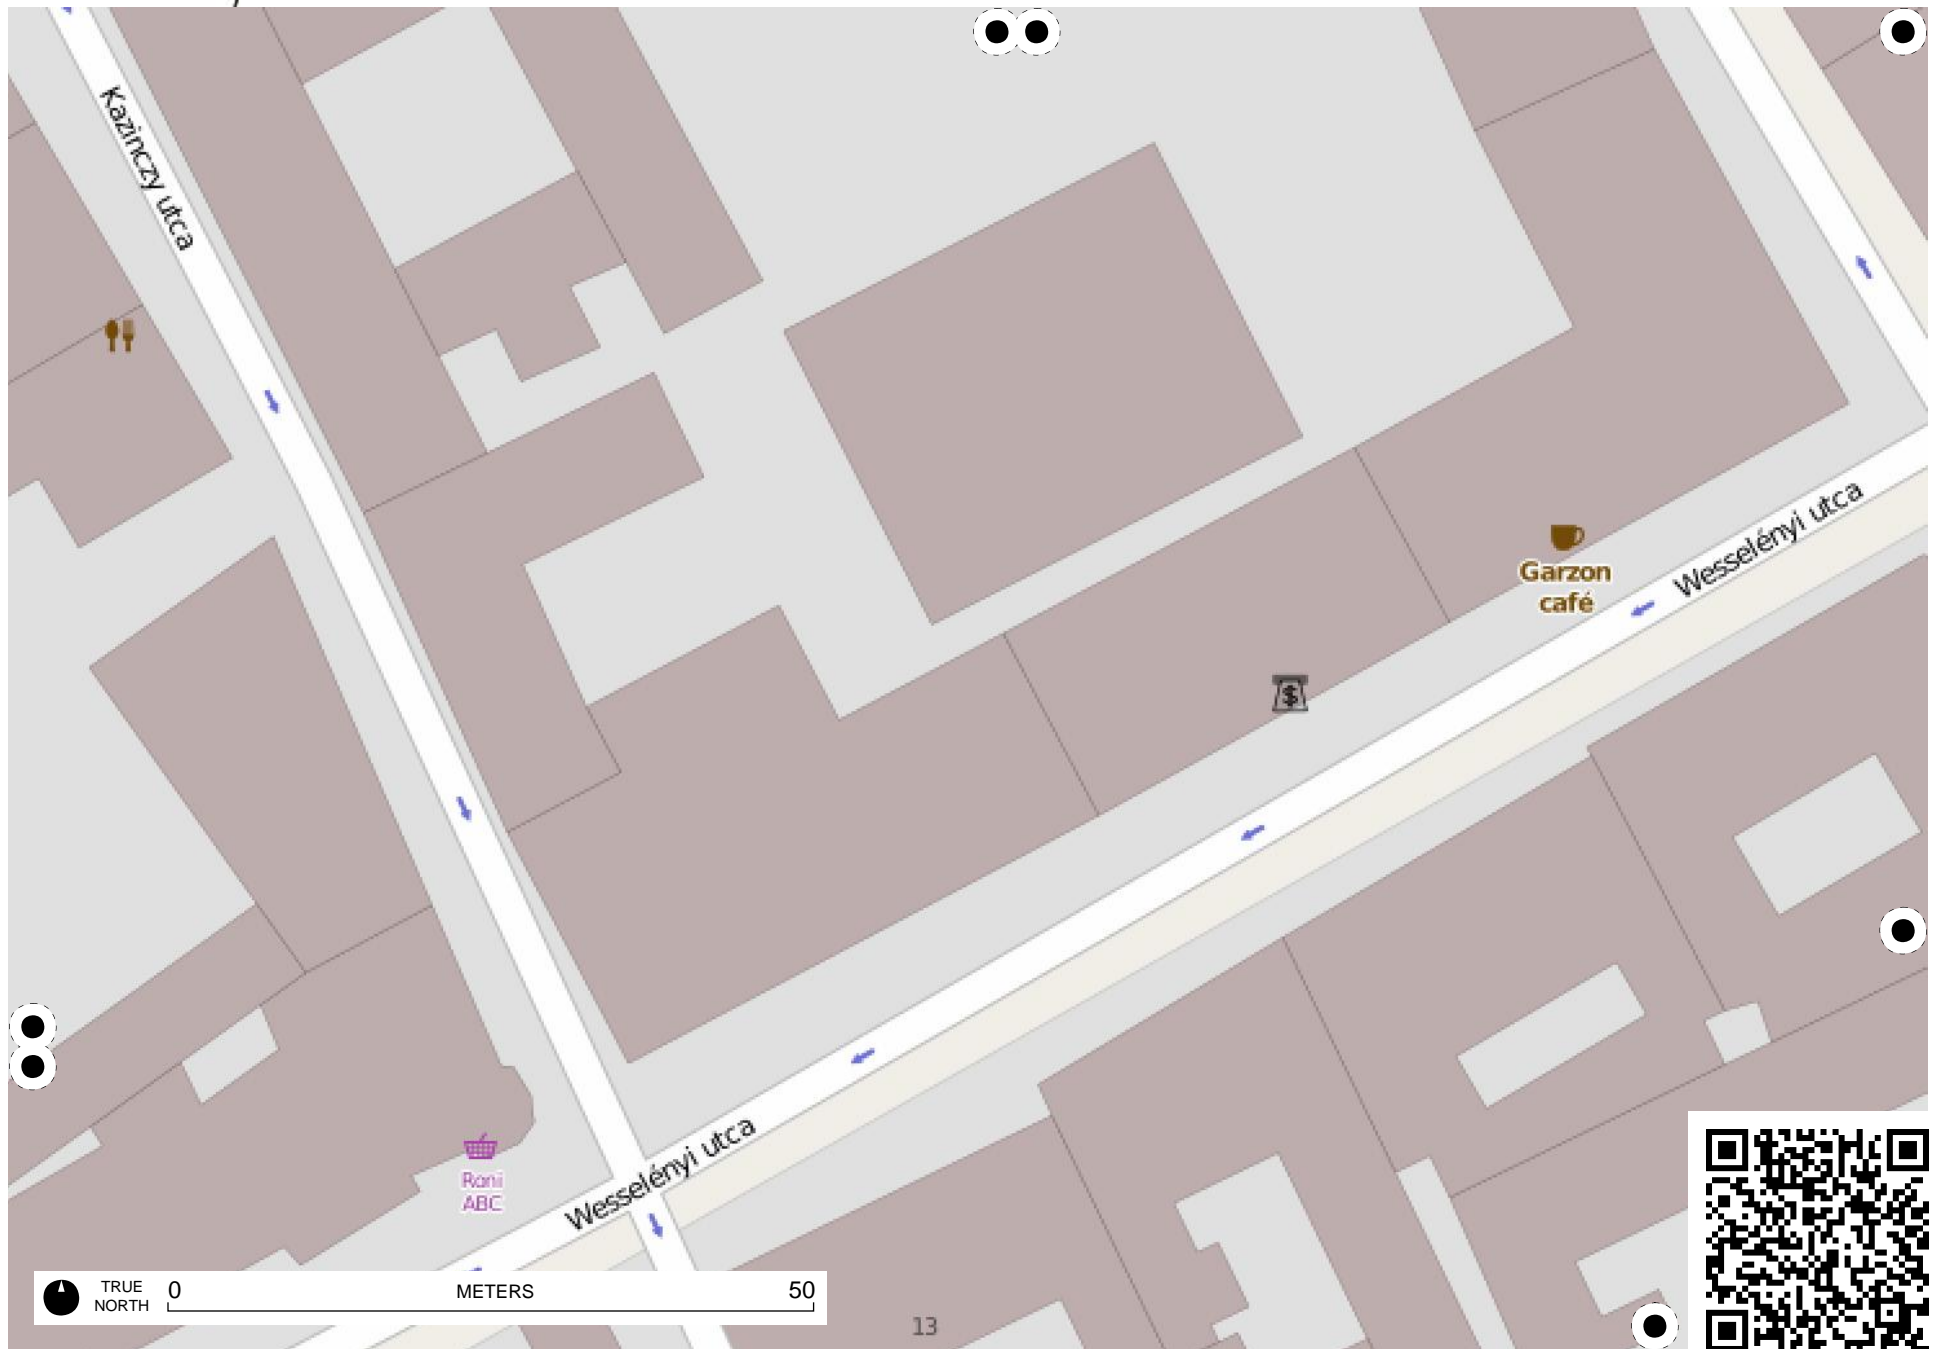 Kazinczy utca
Wesselényi utca
Garzon
café
$
Wesselényi utca
Roni
ABC
TRUE
NORTH
0 METERS 50
13